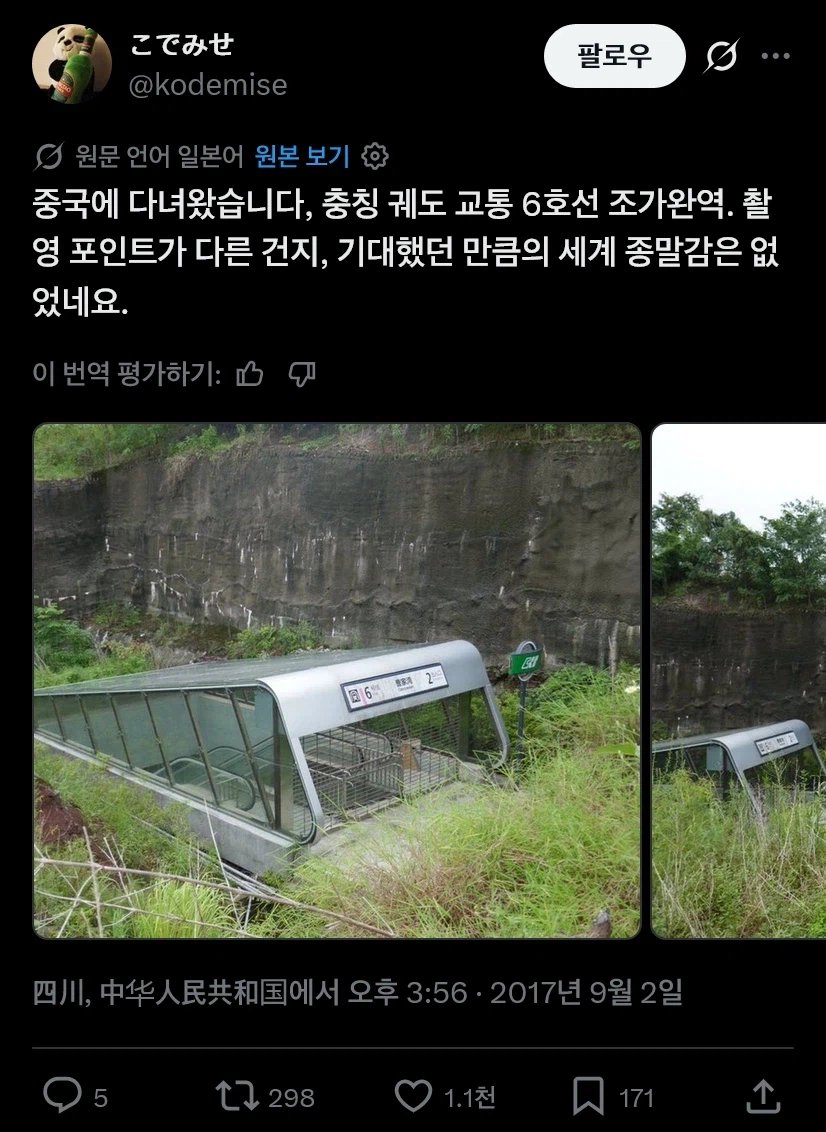 こでみせ
@kodemise
팔로우
원문 언어 일본어 원본 보기
중국에 다녀왔습니다, 충칭 궤도 교통 6호선 조가완역. 촬
영 포인트가 다른 건지, 기대했던 만큼의 세계 종말감은 없
었네요.
이 번역 평가하기:
6
2
四川, 中华人民共和国에서 오후 3:56 · 2017년 9월 2일
5
298
1.1천
171